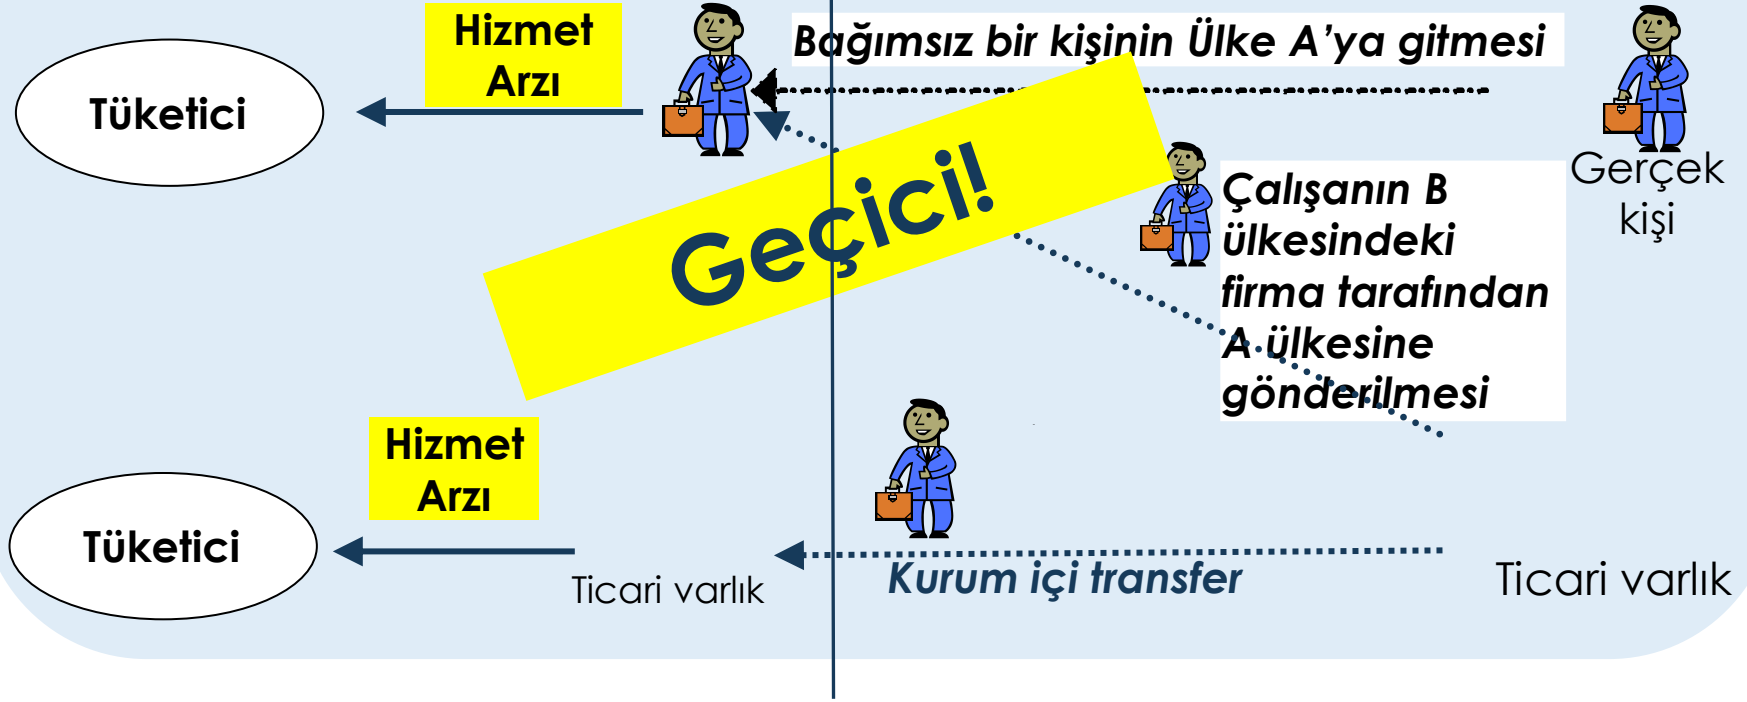 Hizmet
Arzı
Bağımsız bir kişinin Ülke A’ya gitmesi
Tüketici
Gerçek
kişi
Geçici!
Çalışanın B
ülkesindeki
firma tarafından
A ülkesine
gönderilmesi
Hizmet
Arzı
Tüketici
Ticari varlık
Kurum içi transfer
Ticari varlık